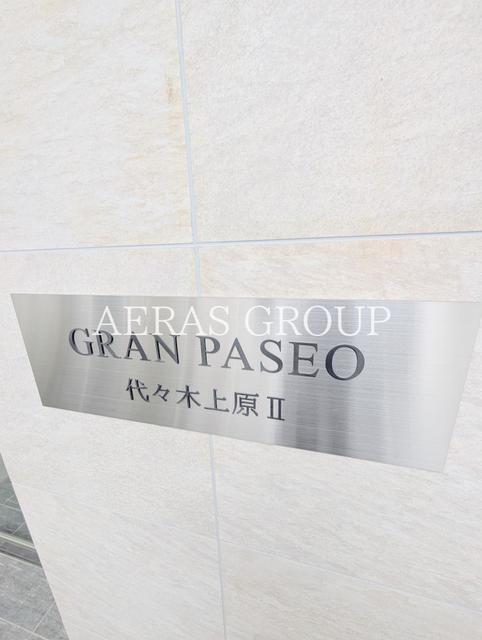 AERAS GROUP
GRAN PASEO
代々木上原Ⅱ